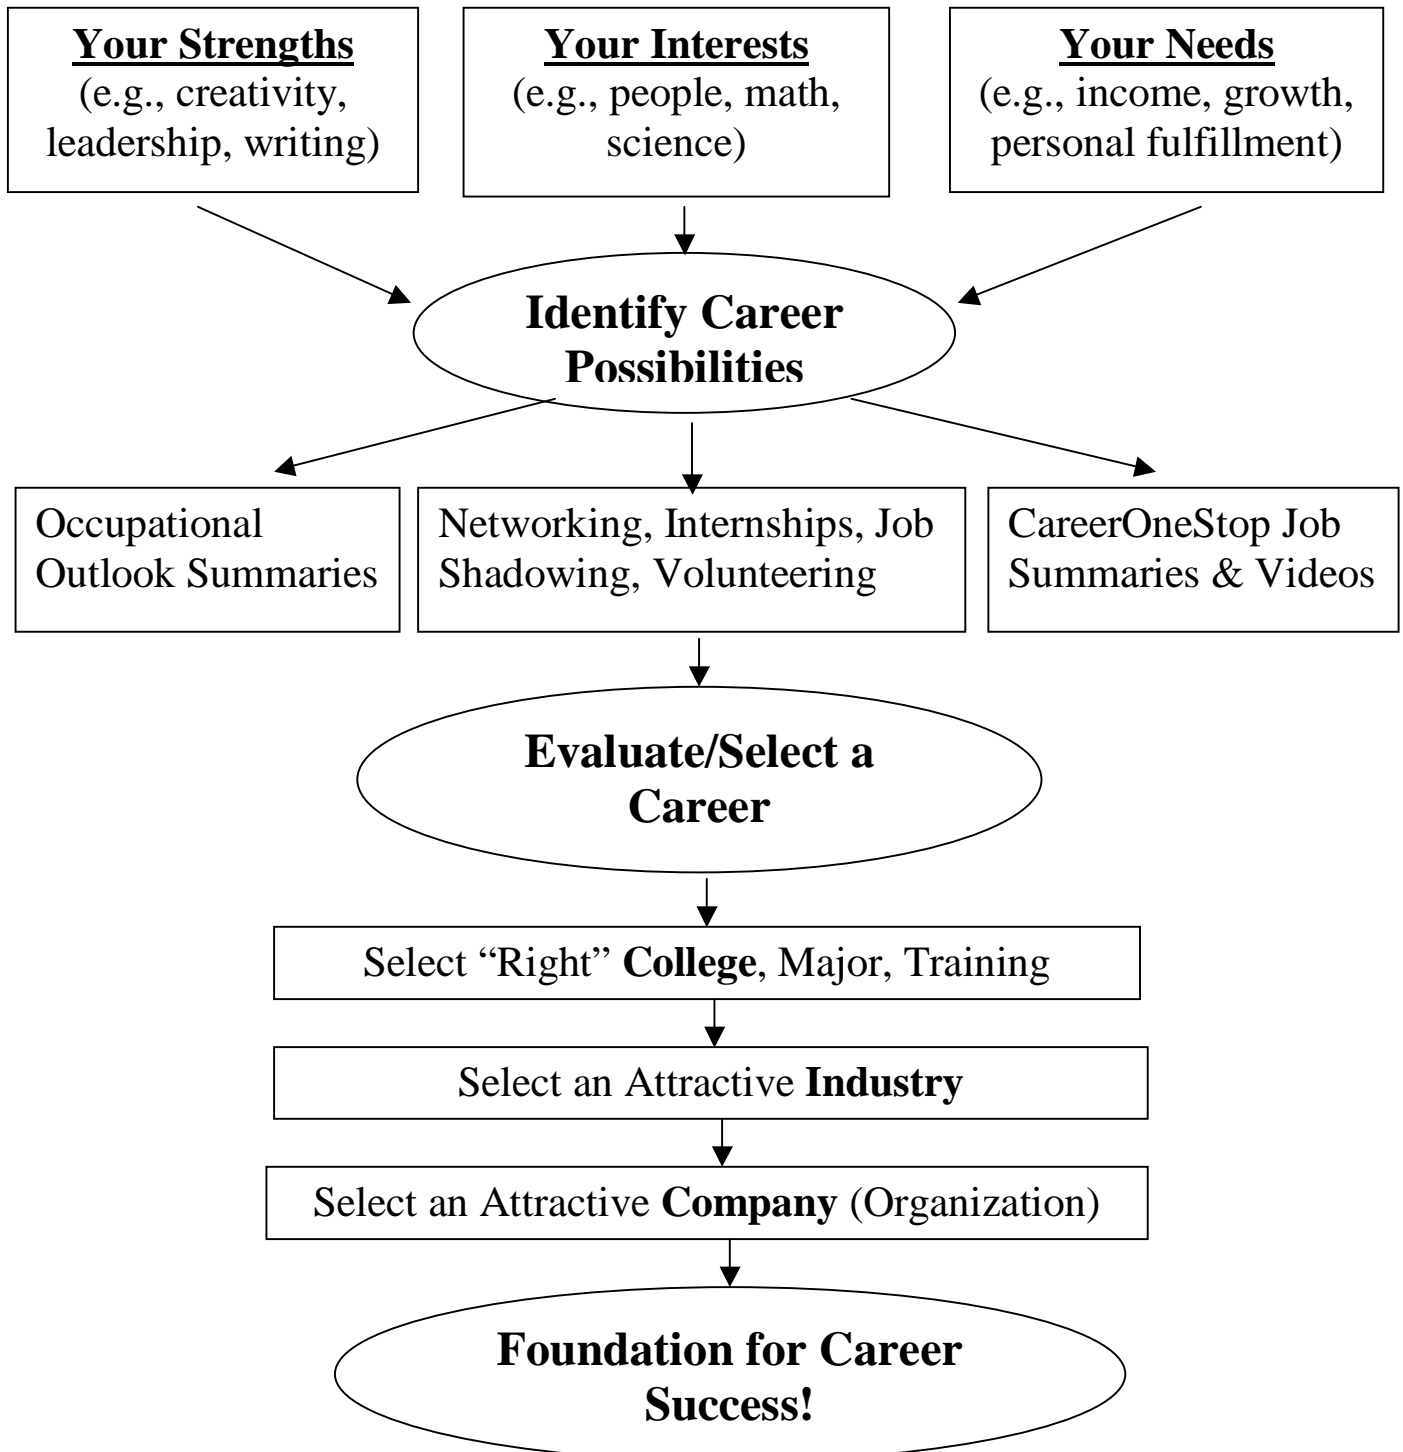 Your Strengths
(e.g., creativity,
leadership, writing)
Your Interests
(e.g., people, math,
science)
Your Needs
(e.g., income, growth,
personal fulfillment)
Identify Career
Possibilities
Occupational
Outlook Summaries
Networking, Internships, Job
Shadowing, Volunteering
CareerOneStop Job
Summaries & Videos
Evaluate/Select a
Career
Select “Right” College, Major, Training
Select an Attractive Industry
Select an Attractive Company (Organization)
Foundation for Career
Success!